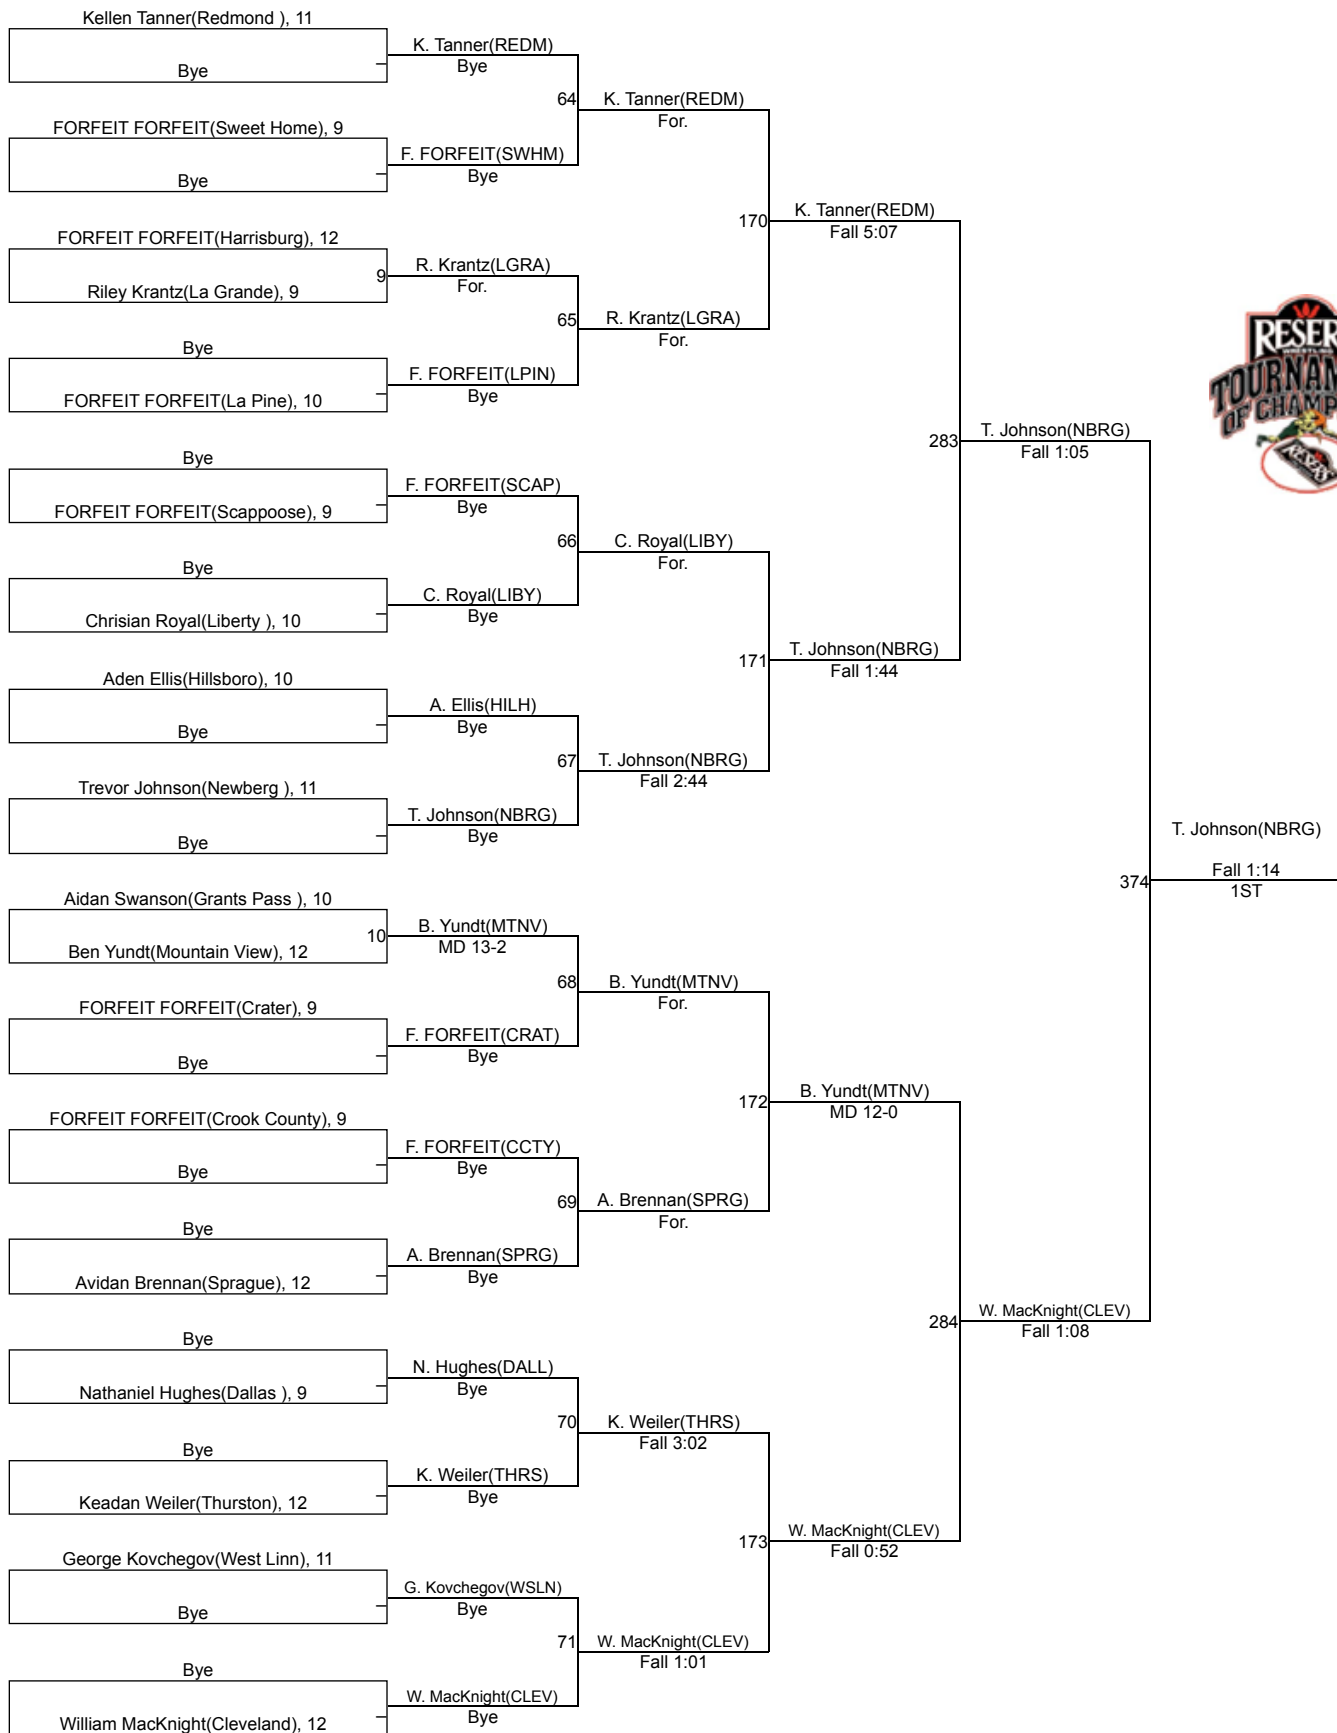 Kellen Tanner(Redmond ), 11
Bye
FORFEIT FORFEIT(Sweet Home), 9
Bye
FORFEIT FORFEIT(Harrisburg), 12
9
Riley Krantz(La Grande), 9
Bye
FORFEIT FORFEIT(La Pine), 10
Bye
FORFEIT FORFEIT(Scappoose), 9
Bye
Chrisian Royal(Liberty ), 10
Aden Ellis(Hillsboro), 10
Bye
Trevor Johnson(Newberg ), 11
Bye
Aidan Swanson(Grants Pass ), 10
10
Ben Yundt(Mountain View), 12
FORFEIT FORFEIT(Crater), 9
Bye
FORFEIT FORFEIT(Crook County), 9
Bye
Bye
Avidan Brennan(Sprague), 12
Bye
Nathaniel Hughes(Dallas ), 9
Bye
Keadan Weiler(Thurston), 12
George Kovchegov(West Linn), 11
Bye
Bye
William MacKnight(Cleveland), 12
K. Tanner(REDM)
Bye
64
F. FORFEIT(SWHM)
Bye
R. Krantz(LGRA)
For.
65
F. FORFEIT(LPIN)
Bye
F. FORFEIT(SCAP)
Bye
66
C. Royal(LIBY)
Bye
A. Ellis(HILH)
Bye
67
T. Johnson(NBRG)
Bye
B. Yundt(MTNV)
MD 13-2
68
F. FORFEIT(CRAT)
Bye
F. FORFEIT(CCTY)
Bye
69
A. Brennan(SPRG)
Bye
N. Hughes(DALL)
Bye
70
K. Weiler(THRS)
Bye
G. Kovchegov(WSLN)
Bye
71
W. MacKnight(CLEV)
Bye
K. Tanner(REDM)
For.
170
R. Krantz(LGRA)
For.
C. Royal(LIBY)
For.
171
T. Johnson(NBRG)
Fall 2:44
B. Yundt(MTNV)
For.
172
A. Brennan(SPRG)
For.
K. Weiler(THRS)
Fall 3:02
173
W. MacKnight(CLEV)
Fall 1:01
K. Tanner(REDM)
Fall 5:07
283
T. Johnson(NBRG)
Fall 1:44
B. Yundt(MTNV)
MD 12-0
284
W. MacKnight(CLEV)
Fall 0:52
T. Johnson(NBRG)
Fall 1:05
374
W. MacKnight(CLEV)
Fall 1:08
T. Johnson(NBRG)
Fall 1:14
1ST
RESER
WRESTLING
TOURNAM
OF CHAMP